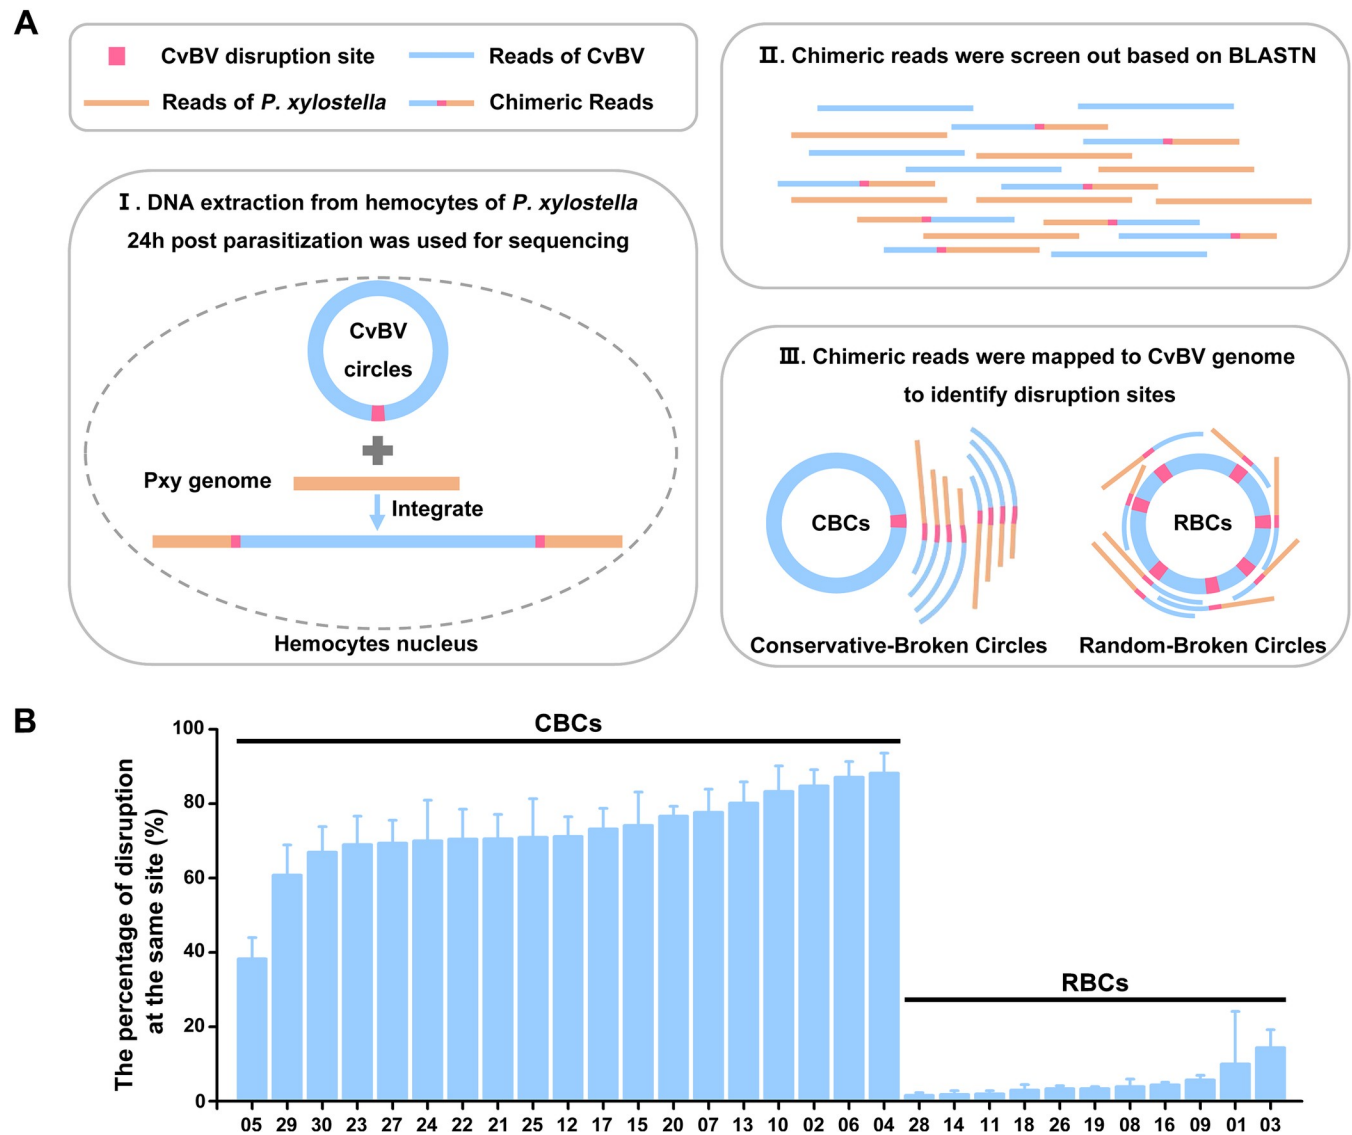 A
CvBV disruption site
Reads of CvBV
Reads of P. xylostella
Chimeric Reads
Ⅰ. DNA extraction from hemocytes of P. xylostella
24h post parasitization was used for sequencing
CvBV
circles
Pxy genome
Integrate
Hemocytes nucleus
Ⅱ. Chimeric reads were screen out based on BLASTN
Ⅲ. Chimeric reads were mapped to CvBV genome
to identify disruption sites
CBCs
RBCs
Conservative-Broken Circles
Random-Broken Circles
B
The percentage of disruption
at the same site (%)
100
80
60
40
20
0
CBCs
RBCs
05 29 30 23 27 24 22 21 25 12 17 15 20 07 13 10 02 06 04 28 14 11 18 26 19 08 16 09 01 03